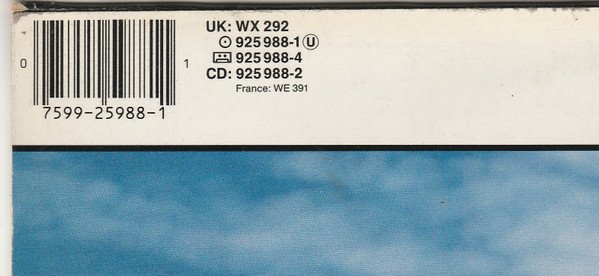 UK: WX 292
925 988-1 Ⓤ
925 988-4
CD: 925 988-2
France: WE 391
0 1
7599-25988-1